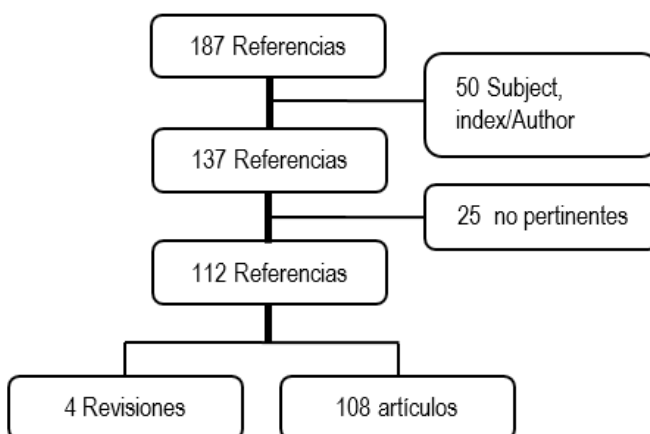 187 Referencias
50 Subject,
index/Author
137 Referencias
25 no pertinentes
112 Referencias
4 Revisiones
108 artículos